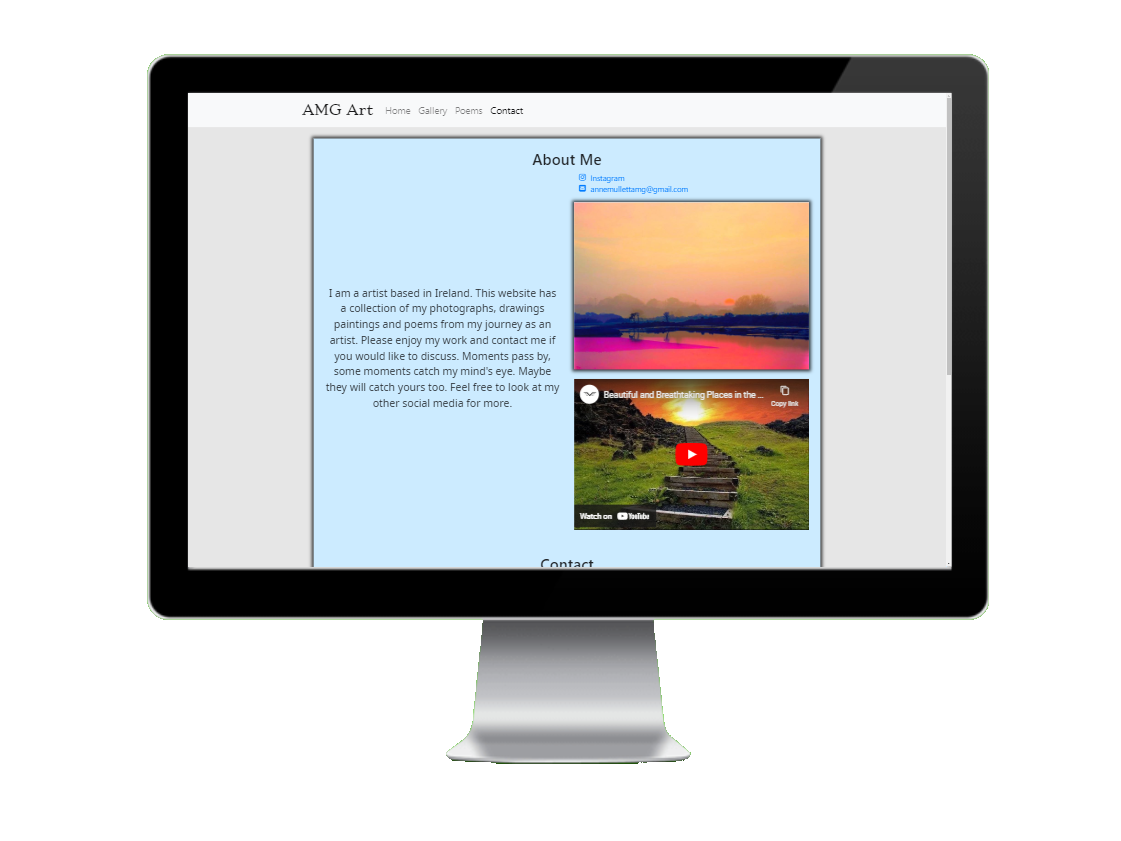 AMG Art Home Gallery Poems Contact
About Me
Instagram
annemullettamg@gmail.com
I am a artist based in Ireland. This website has
a collection of my photographs, drawings
paintings and poems from my journey as an
artist. Please enjoy my work and contact me if
you would like to discuss. Moments pass by,
some moments catch my mind's eye. Maybe
they will catch yours too. Feel free to look at my
other social media for more.
Beautiful and Breathtaking Places in the ...
Copy link
Watch on YouTube
Contact